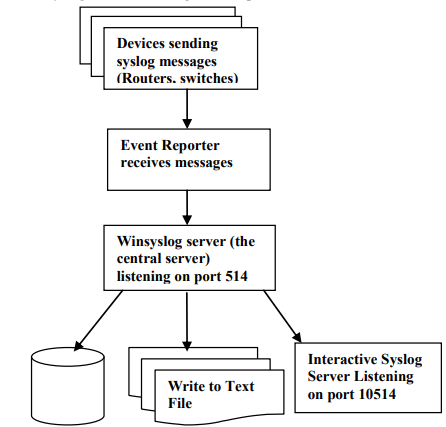 Devices sending
syslog messages
(Routers, switches)
Event Reporter
receives messages
Winsyslog server (the
central server)
listening on port 514
Write to Text
File
Interactive Syslog
Server Listening
on port 10514